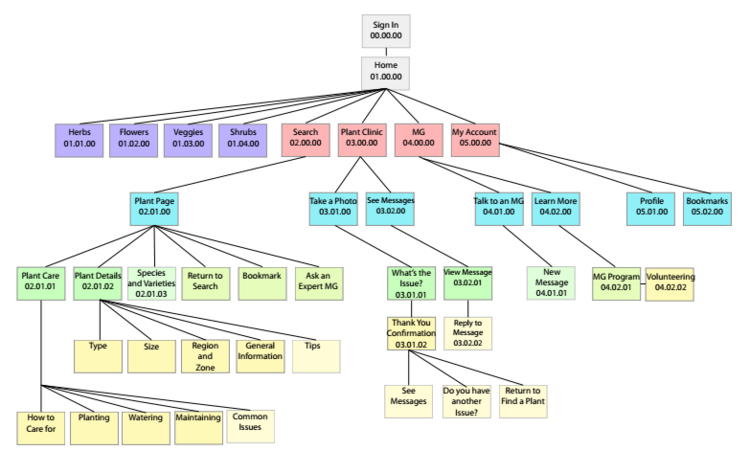 Sign In
00.00.00
Home
01.00.00
Herbs
01.01.00
Flowers
01.02.00
Veggies
01.03.00
Shrubs
01.04.00
Search
02.00.00
Plant Clinic
03.00.00
MG
04.00.00
My Account
05.00.00
Plant Page
02.01.00
Take a Photo
03.01.00
See Messages
03.02.00
Talk to an MG
04.01.00
Learn More
04.02.00
Profile
05.01.00
Bookmarks
05.02.00
Plant Care
02.01.01
Plant Details
02.01.02
Species
and Varieties
02.01.03
Return to
Search
Bookmark
Ask an
Expert MG
What's the
Issue?
03.01.01
View Message
03.02.01
New
Message
04.01.01
MG Program
04.02.01
Volunteering
04.02.02
Thank You
Confirmation
03.01.02
Reply to
Message
03.02.02
Type
Size
Region
and
Zone
General
Information
Tips
See
Messages
Do you have
another
Issue?
Return to
Find a Plant
How to
Care for
Planting
Watering
Maintaining
Common
Issues